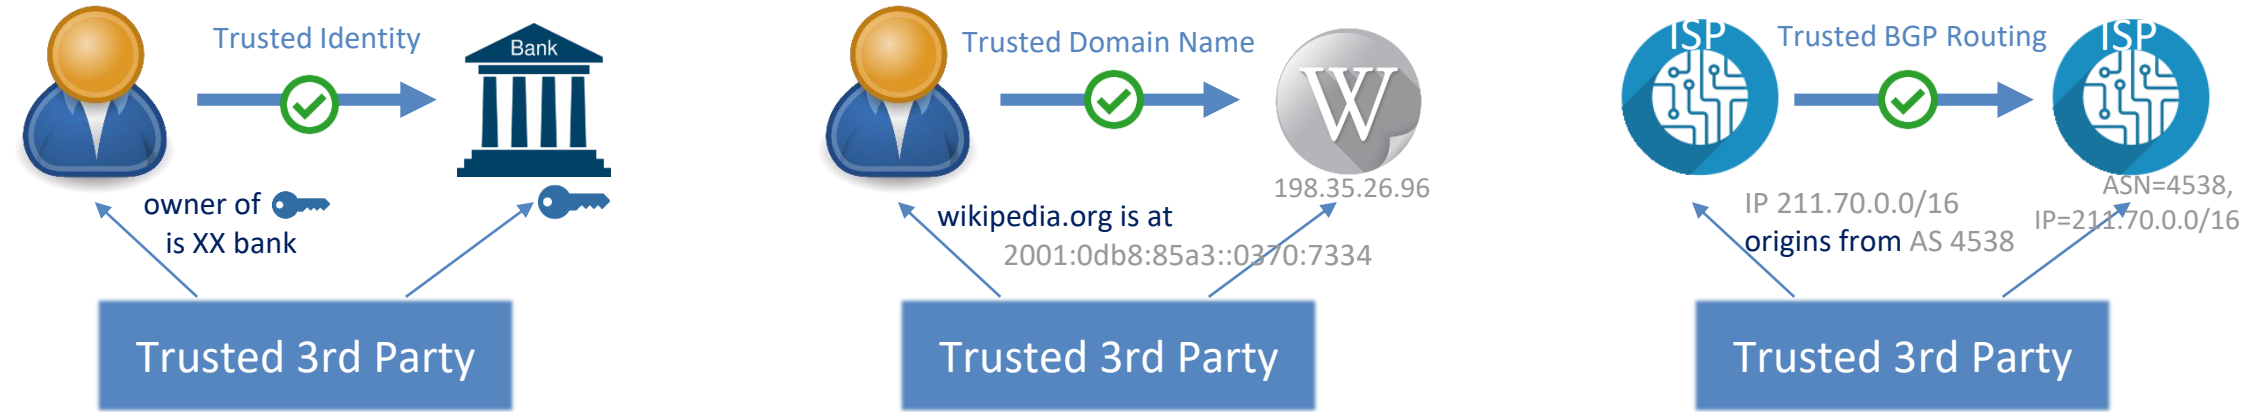 Trusted Identity
Bank
owner of
is XX bank
Trusted 3rd Party
Trusted Domain Name
W
198.35.26.96
wikipedia.org is at
2001:0db8:85a3::0370:7334
Trusted 3rd Party
ISP
Trusted BGP Routing
ISP
IP 211.70.0.0/16
origins from AS 4538
ASN=4538,
IP=211.70.0.0/16
Trusted 3rd Party